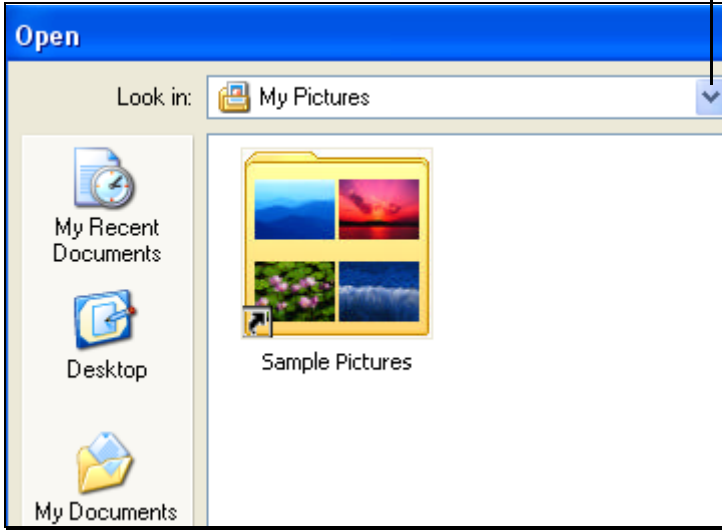 Open
Look in:
My Pictures
My Recent
Documents
Desktop
My Documents
Sample Pictures